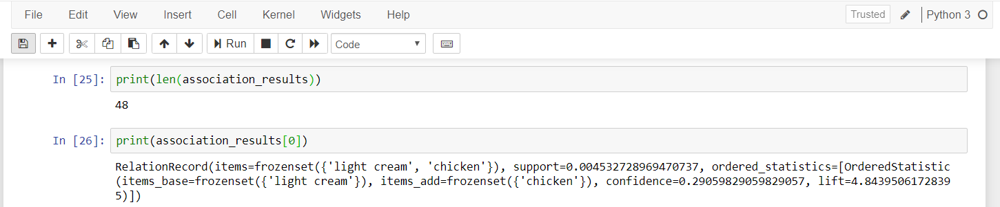 File Edit View Insert Cell Kernel Widgets Help Trusted Python 3
Run Code
In [25]: print(len(association_results))
48
In [26]: print(association_results[0])
RelationRecord(items=frozenset({'light cream', 'chicken'}), support=0.004532728969470737, ordered_statistics=[OrderedStatistic
(items_base=frozenset({'light cream'}), items_add=frozenset({'chicken'}), confidence=0.29059829059829057, lift=4.8439506172839
5)])